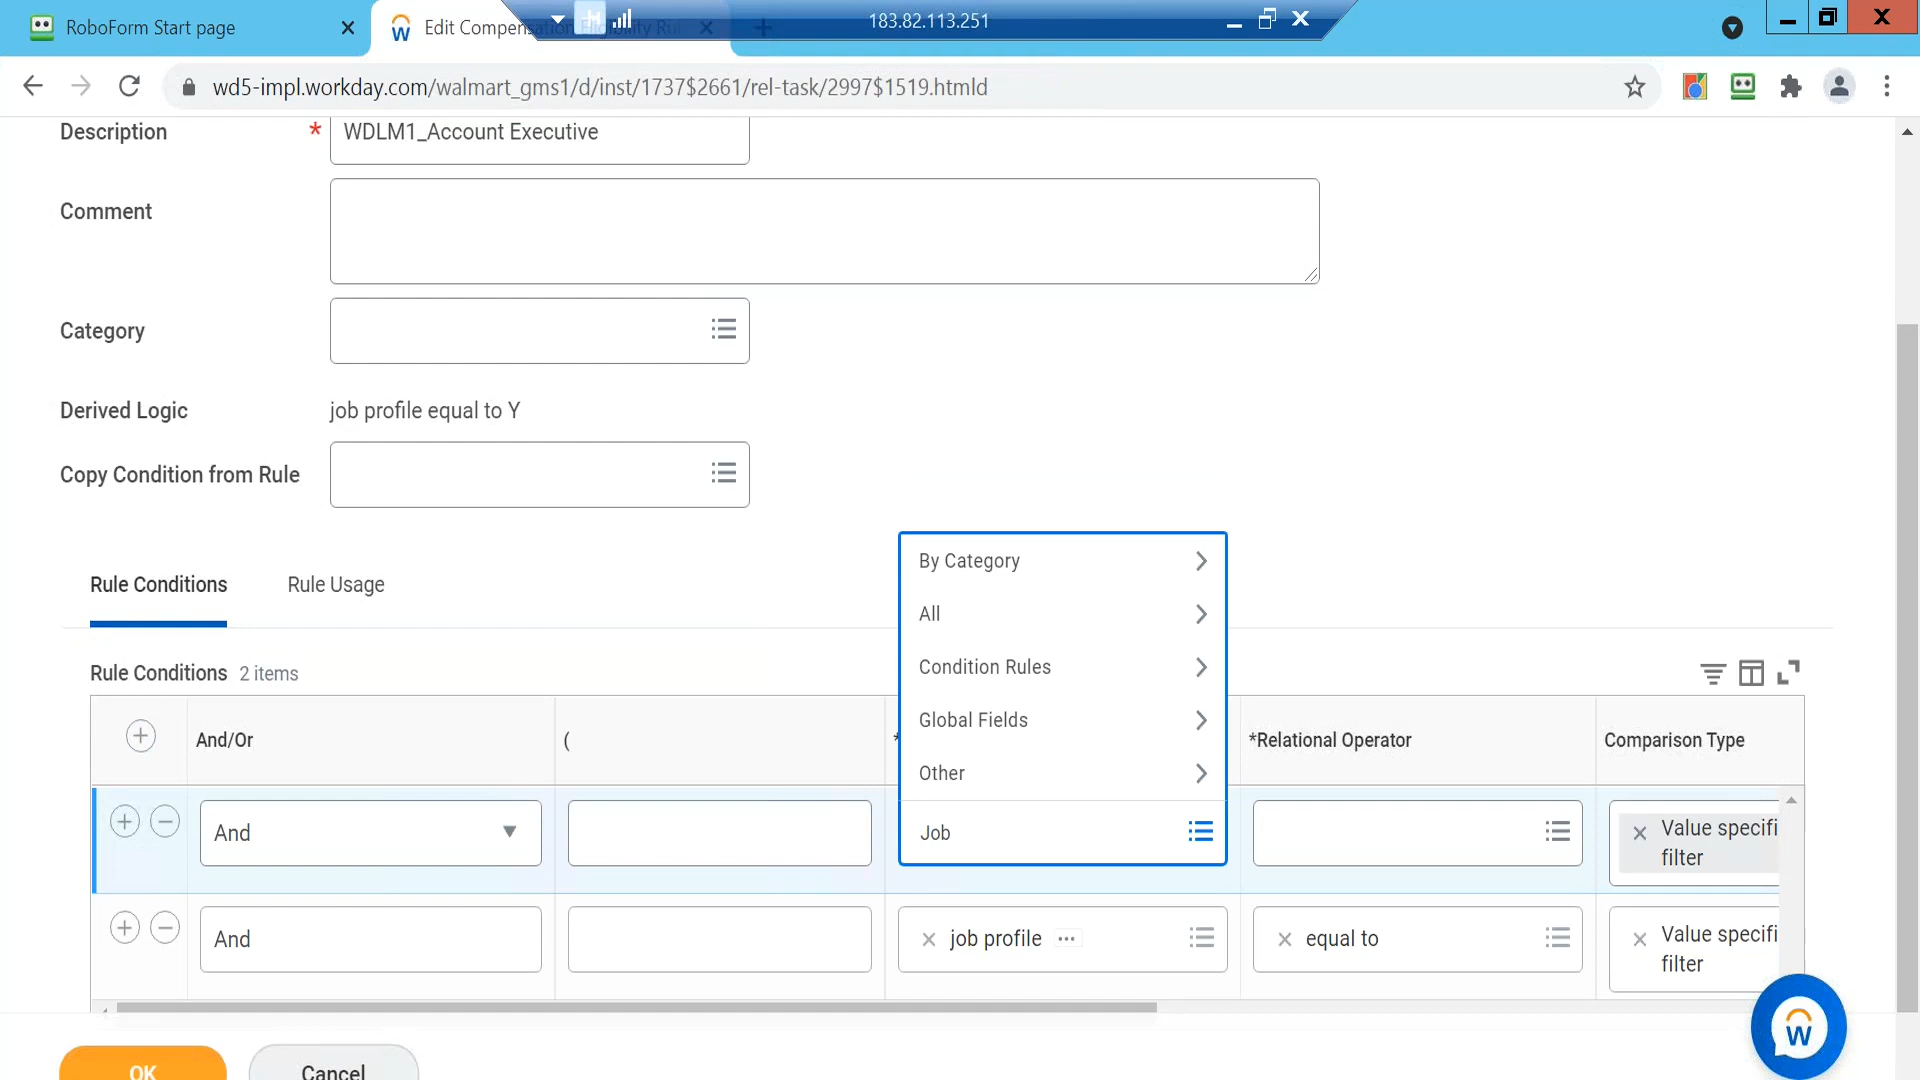 RoboForm Start page
Edit Compensation Eligibility Rul
183.82.113.251
wd5-impl.workday.com/walmart_gms1/d/inst/1737$2661/rel-task/2997$1519.htmld
Description
*
WDLM1_Account Executive
Comment
Category
Derived Logic
job profile equal to Y
Copy Condition from Rule
By Category
All
Condition Rules
Global Fields
Other
Job
Rule Conditions
Rule Usage
Rule Conditions 2 items
And/Or
(
*
*Relational Operator
Comparison Type
And
Value specifi
filter
And
job profile
equal to
Value specifi
filter
OK
Cancel